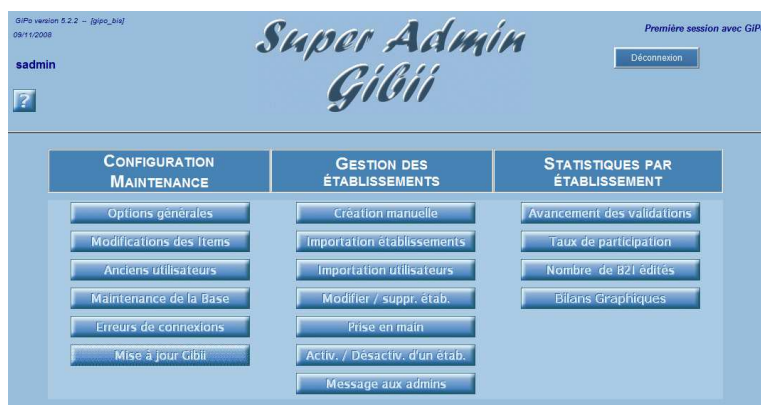 GiPo version 5.2.2 – [gipo_bis]
09/11/2008
sadmin
?
Super Admin
Gibii
Première session avec GiP
Déconnexion
CONFIGURATION
MAINTENANCE
Options générales
Modifications des Items
Anciens utilisateurs
Maintenance de la Base
Erreurs de connexions
Mise à jour Gibii
GESTION DES
ÉTABLISSEMENTS
Création manuelle
Importation établissements
Importation utilisateurs
Modifier / suppr. étab.
Prise en main
Activ. / Désactiv. d'un étab.
Message aux admins
STATISTIQUES PAR
ÉTABLISSEMENT
Avancement des validations
Taux de participation
Nombre de B2I édités
Bilans Graphiques